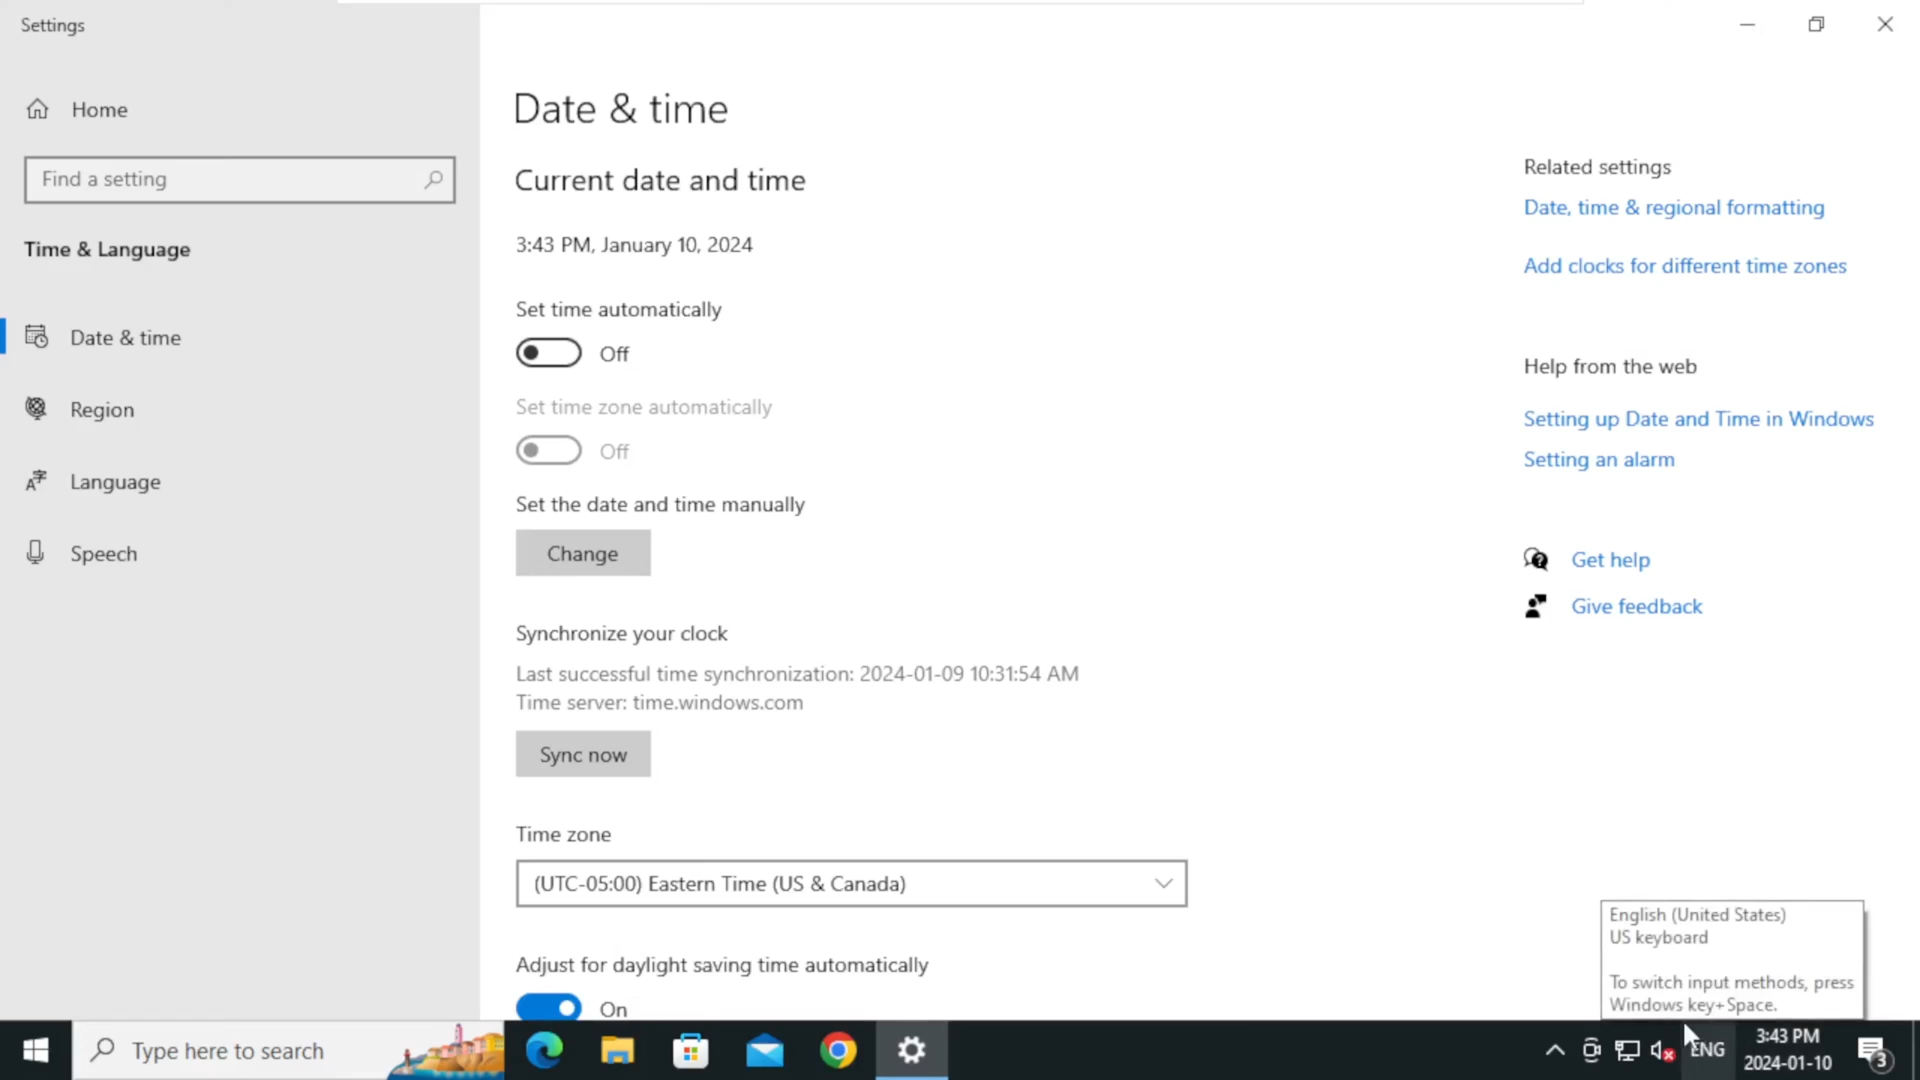 Settings
Home
Find a setting
Time & Language
Date & time
Region
Language
Speech
Date & time
Current date and time
3:43 PM, January 10, 2024
Set time automatically
Off
Set time zone automatically
Off
Set the date and time manually
Change
Synchronize your clock
Last successful time synchronization: 2024-01-09 10:31:54 AM
Time server: time.windows.com
Sync now
Time zone
(UTC-05:00) Eastern Time (US & Canada)
Adjust for daylight saving time automatically
On
Related settings
Date, time & regional formatting
Add clocks for different time zones
Help from the web
Setting up Date and Time in Windows
Setting an alarm
Get help
Give feedback
English (United States)
US keyboard
To switch input methods, press
Windows key+Space.
Type here to search
ENG
3:43 PM
2024-01-10
3